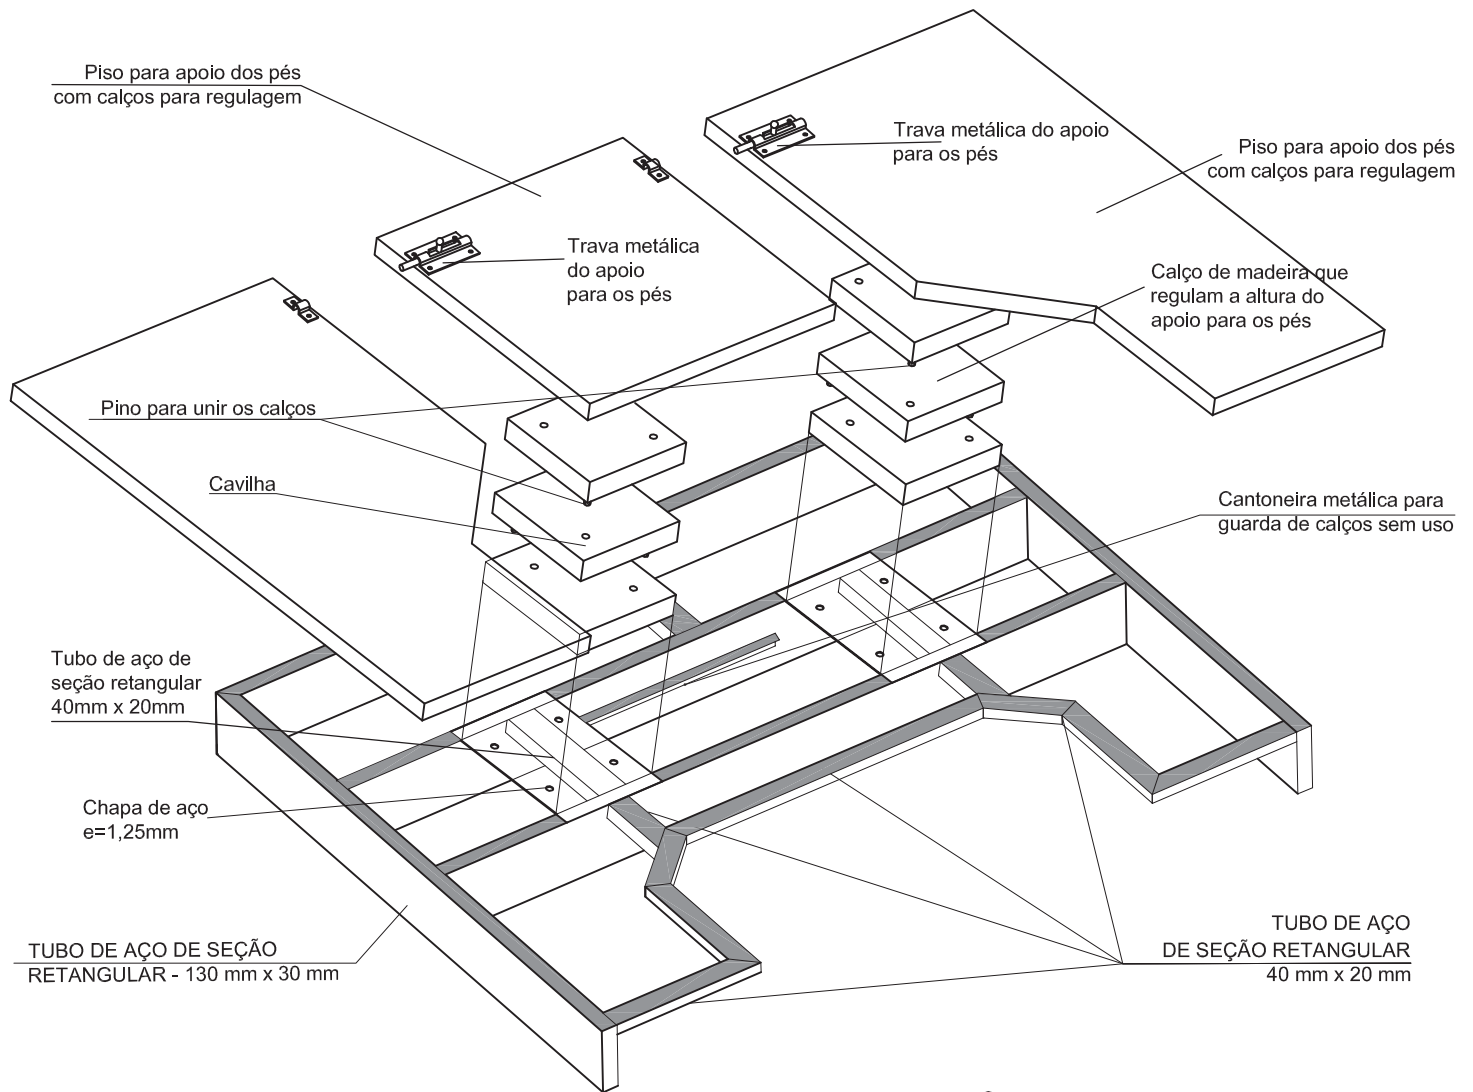 Piso para apoio dos pés
com calços para regulagem
Trava metálica do apoio
para os pés
Piso para apoio dos pés
com calços para regulagem
Trava metálica
do apoio
para os pés
Calço de madeira que
regulam a altura do
apoio para os pés
Pino para unir os calços
Cavilha
Cantoneira metálica para
guarda de calços sem uso
Tubo de aço de
seção retangular
40mm x 20mm
Chapa de aço
e=1,25mm
TUBO DE AÇO DE SEÇÃO
RETANGULAR - 130 mm x 30 mm
TUBO DE AÇO
DE SEÇÃO RETANGULAR
40 mm x 20 mm